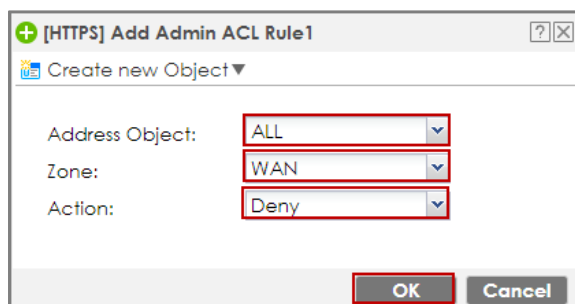 [HTTPS] Add Admin ACL Rule1
Create new Object
Address Object: ALL
Zone: WAN
Action: Deny
OK Cancel